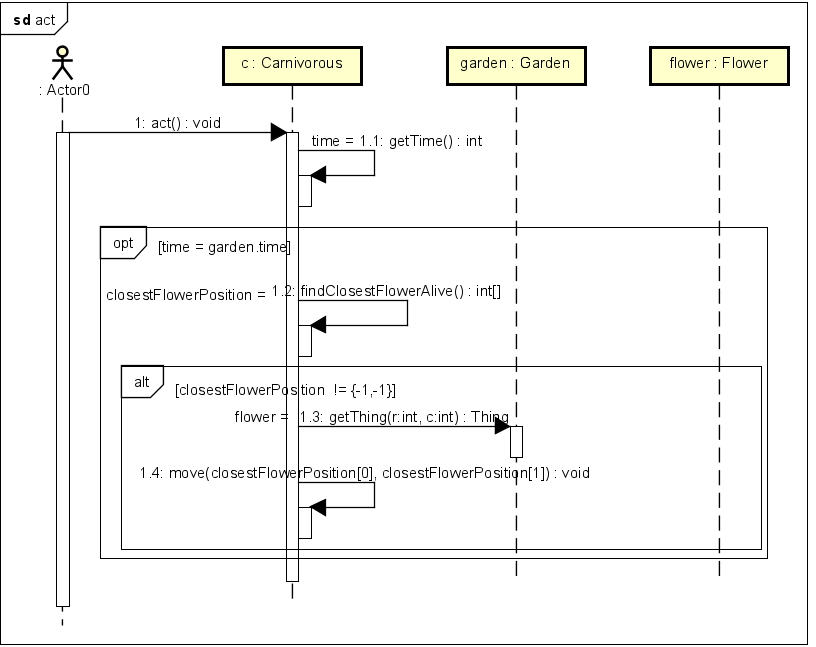 sd act
: Actor0
c : Carnivorous
garden : Garden
flower : Flower
1: act() : void
time = 1.1: getTime() : int
opt
[time = garden.time]
closestFlowerPosition = 1.2: findClosestFlowerAlive() : int[]
alt
[closestFlowerPosition != {-1,-1}]
flower = 1.3: getThing(r:int, c:int) : Thing
1.4: move(closestFlowerPosition[0], closestFlowerPosition[1]) : void